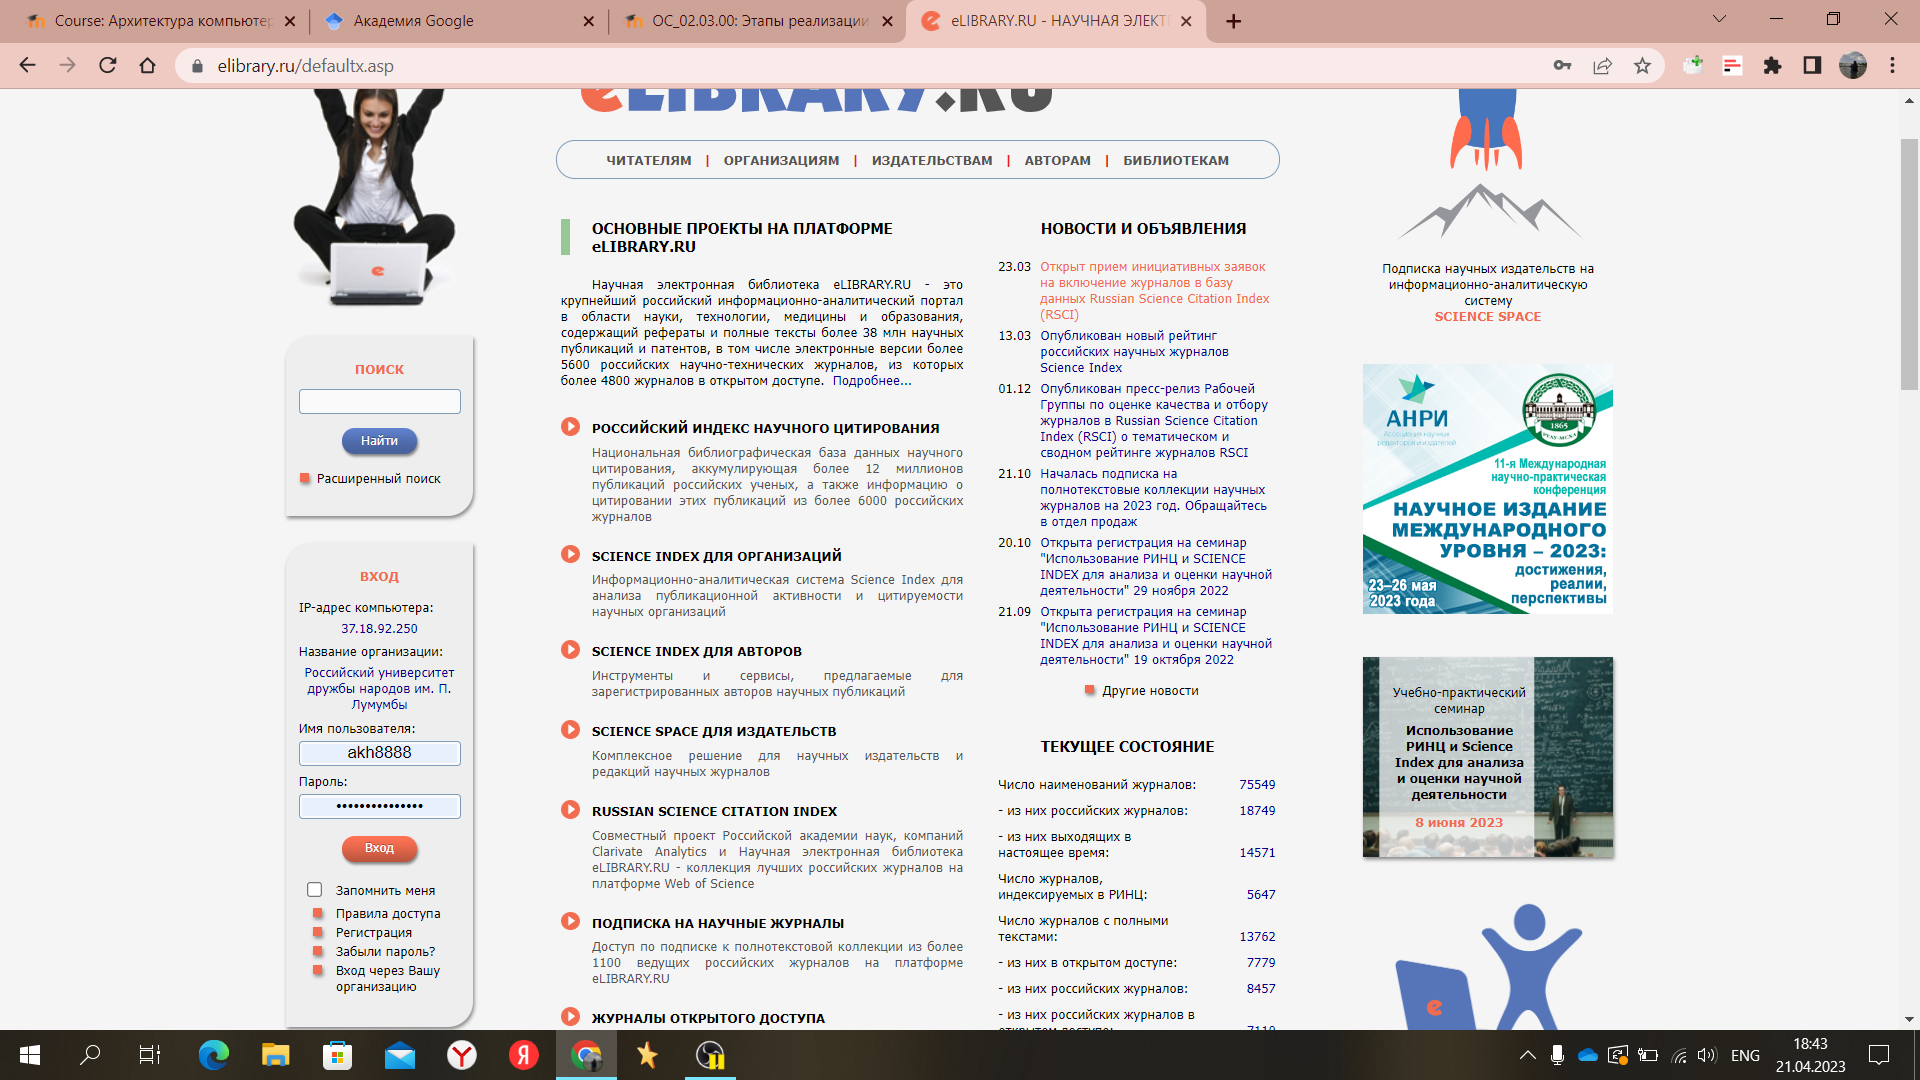 Course: Архитектура компьютер
Академия Google
ОС_02.03.00: Этапы реализации
eLIBRARY.RU - НАУЧНАЯ ЭЛЕКТ
elibrary.ru/defaultx.asp
eLIBRARY.RU
ЧИТАТЕЛЯМ | ОРГАНИЗАЦИЯМ | ИЗДАТЕЛЬСТВАМ | АВТОРАМ | БИБЛИОТЕКАМ
ПОИСК
Найти
Расширенный поиск
ВХОД
IP-адрес компьютера:
37.18.92.250
Название организации:
Российский университет
дружбы народов им. П.
Лумумбы
Имя пользователя:
akh8888
Пароль:
•••••••••••••••
Вход
Запомнить меня
Правила доступа
Регистрация
Забыли пароль?
Вход через Вашу
организацию
ОСНОВНЫЕ ПРОЕКТЫ НА ПЛАТФОРМЕ
eLIBRARY.RU
Научная электронная библиотека eLIBRARY.RU - это
крупнейший российский информационно-аналитический портал
в области науки, технологии, медицины и образования,
содержащий рефераты и полные тексты более 38 млн научных
публикаций и патентов, в том числе электронные версии более
5600 российских научно-технических журналов, из которых
более 4800 журналов в открытом доступе. Подробнее...
РОССИЙСКИЙ ИНДЕКС НАУЧНОГО ЦИТИРОВАНИЯ
Национальная библиографическая база данных научного
цитирования, аккумулирующая более 12 миллионов
публикаций российских ученых, а также информацию о
цитировании этих публикаций из более 6000 российских
журналов
SCIENCE INDEX ДЛЯ ОРГАНИЗАЦИЙ
Информационно-аналитическая система Science Index для
анализа публикационной активности и цитируемости
научных организаций
SCIENCE INDEX ДЛЯ АВТОРОВ
Инструменты и сервисы, предлагаемые для
зарегистрированных авторов научных публикаций
SCIENCE SPACE ДЛЯ ИЗДАТЕЛЬСТВ
Комплексное решение для научных издательств и
редакций научных журналов
RUSSIAN SCIENCE CITATION INDEX
Совместный проект Российской академии наук, компаний
Clarivate Analytics и Научная электронная библиотека
eLIBRARY.RU - коллекция лучших российских журналов на
платформе Web of Science
ПОДПИСКА НА НАУЧНЫЕ ЖУРНАЛЫ
Доступ по подписке к полнотекстовой коллекции из более
1100 ведущих российских журналов на платформе
eLIBRARY.RU
ЖУРНАЛЫ ОТКРЫТОГО ДОСТУПА
НОВОСТИ И ОБЪЯВЛЕНИЯ
23.03 Открыт прием инициативных заявок
на включение журналов в базу
данных Russian Science Citation Index
(RSCI)
13.03 Опубликован новый рейтинг
российских научных журналов
Science Index
01.12 Опубликован пресс-релиз Рабочей
Группы по оценке качества и отбору
журналов в Russian Science Citation
Index (RSCI) о тематическом и
сводном рейтинге журналов RSCI
21.10 Началась подписка на
полнотекстовые коллекции научных
журналов на 2023 год. Обращайтесь
в отдел продаж
20.10 Открыта регистрация на семинар
"Использование РИНЦ и SCIENCE
INDEX для анализа и оценки научной
деятельности" 29 ноября 2022
21.09 Открыта регистрация на семинар
"Использование РИНЦ и SCIENCE
INDEX для анализа и оценки научной
деятельности" 19 октября 2022
Другие новости
ТЕКУЩЕЕ СОСТОЯНИЕ
Число наименований журналов: 75549
- из них российских журналов: 18749
- из них выходящих в
настоящее время: 14571
Число журналов,
индексируемых в РИНЦ: 5647
Число журналов с полными
текстами: 13762
- из них в открытом доступе: 7779
- из них российских журналов: 8457
- из них российских журналов в
открытом доступе: 7110
Подписка научных издательств на
информационно-аналитическую
систему
SCIENCE SPACE
АНРИ
Ассоциация научных
редакторов и издателей
1865
РГАУ-МСХА
11-я Международная
научно-практическая
конференция
НАУЧНОЕ ИЗДАНИЕ
МЕЖДУНАРОДНОГО
УРОВНЯ – 2023:
достижения,
реалии,
перспективы
23–26 мая
2023 года
Учебно-практический
семинар
Использование
РИНЦ и Science
Index для анализа
и оценки научной
деятельности
8 июня 2023
ENG
18:43
21.04.2023